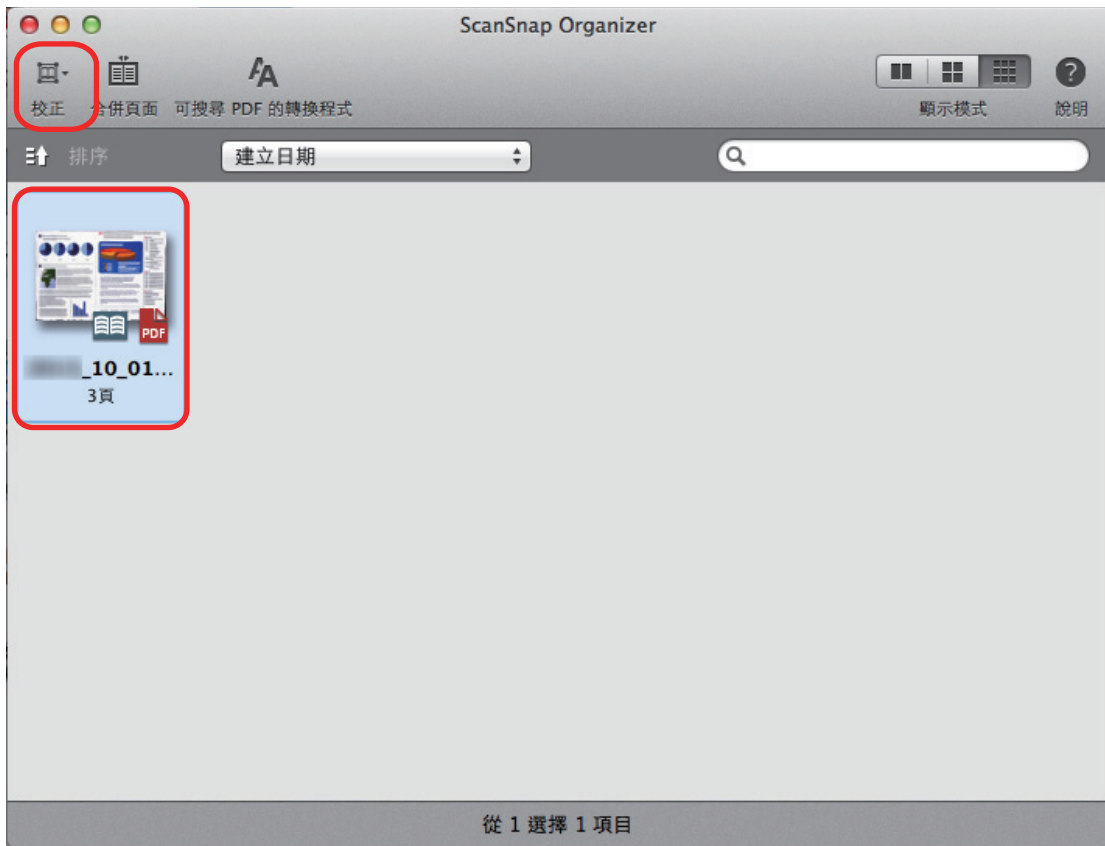 ScanSnap Organizer
校正 合併頁面 可搜尋 PDF 的轉換程式 顯示模式 說明
排序 建立日期
PDF
_10_01...
3頁
從 1 選擇 1 項目